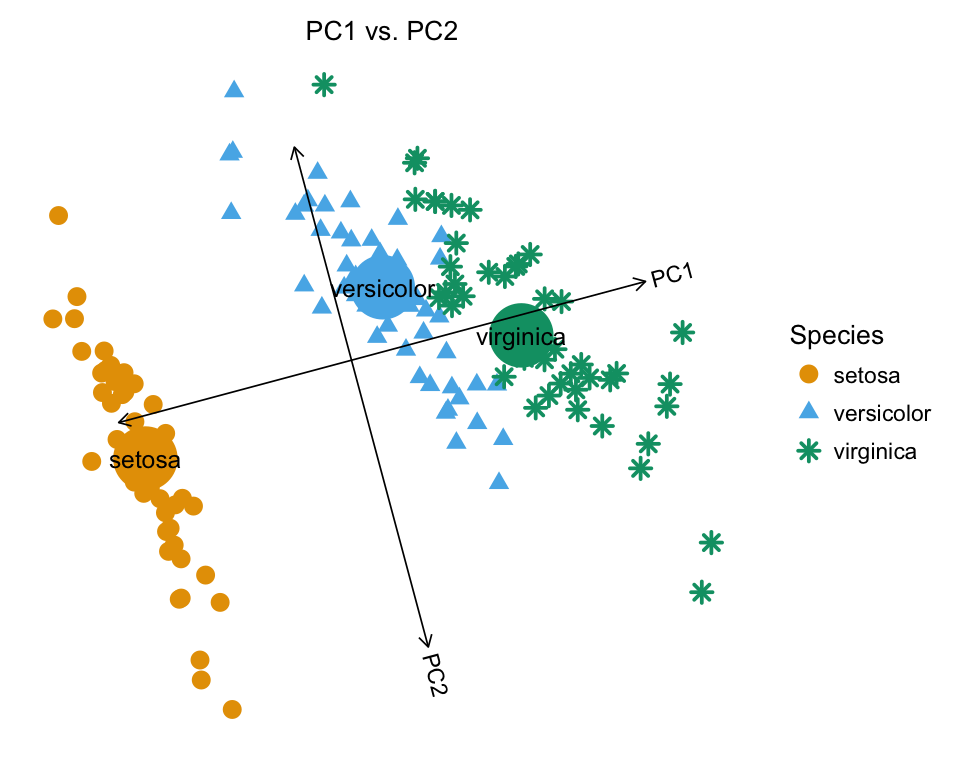 PC1 vs. PC2
PC1
versicolor
virginica
setosa
PC2
Species
setosa
versicolor
virginica